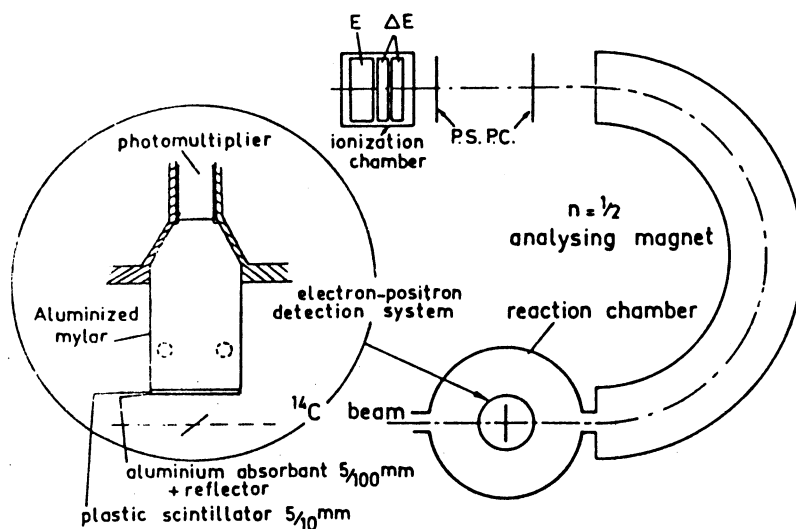 E ΔE
photomultiplier
ionization
chamber
P.S.P.C.
n = 1/2
analysing magnet
electron-positron
detection system
reaction chamber
Aluminized
mylar
14C beam
aluminium absorbant 5/100mm
+ reflector
plastic scintillator 5/10mm